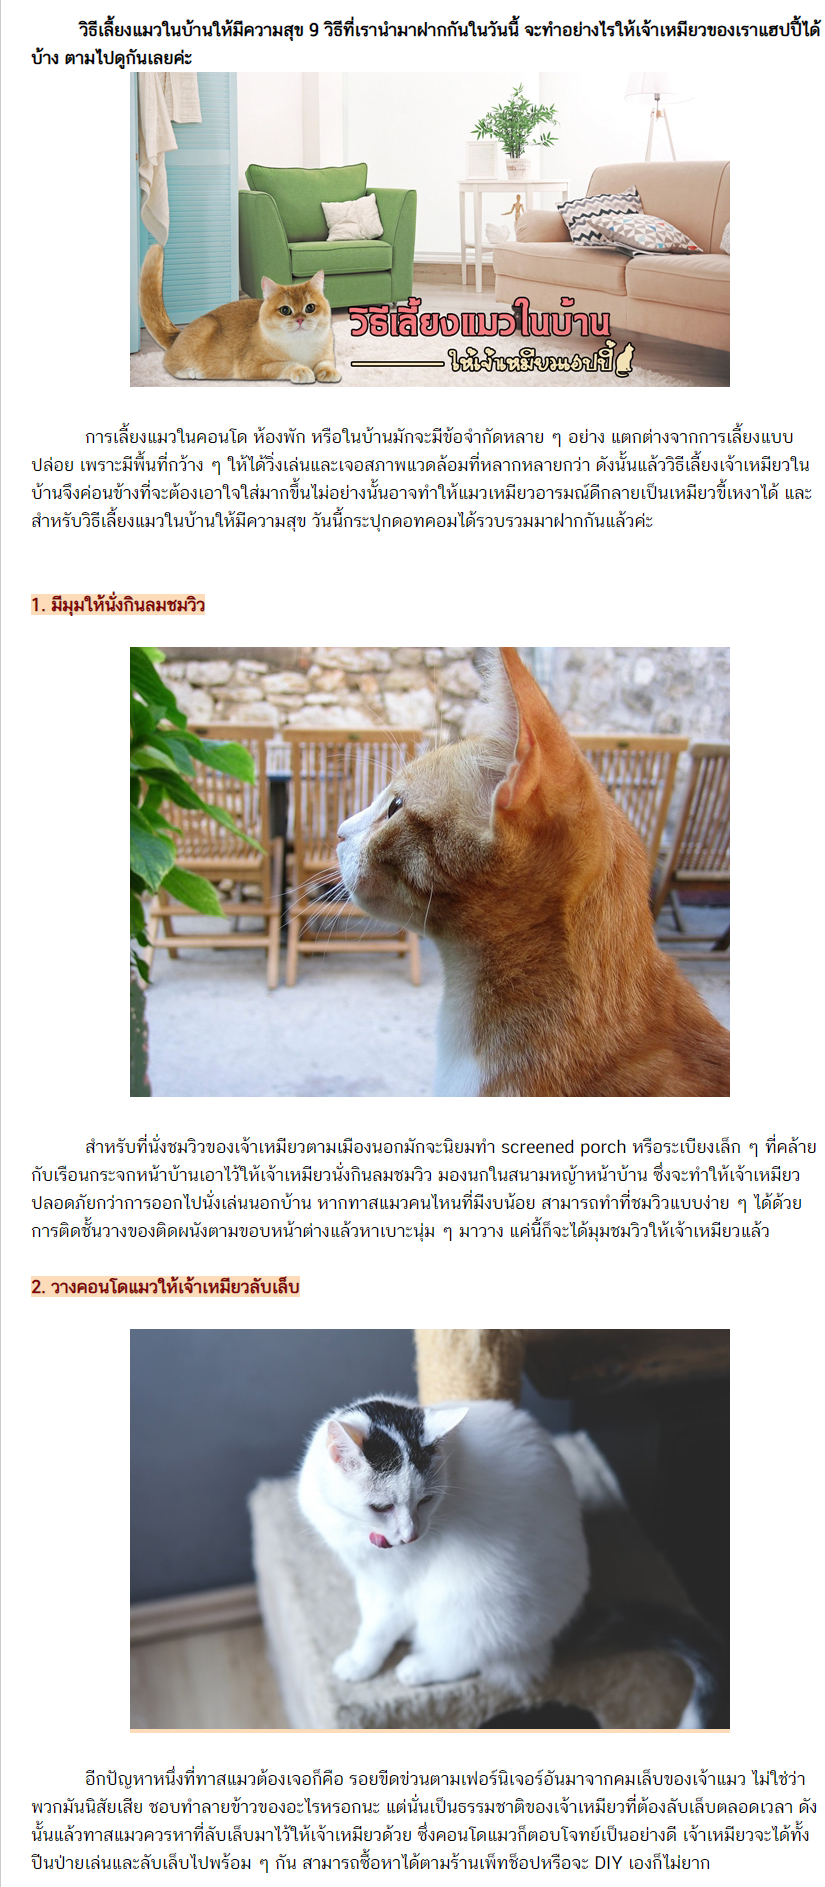 วิธีเลี้ยงแมวในบ้านให้มีความสุข 9 วิธีที่เรานำมาฝากกันในวันนี้ จะทำอย่างไรให้เจ้าเหมียวของเราแฮปปี้ได้
บ้าง ตามไปดูกันเลยค่ะ
วิธีเลี้ยงแมวในบ้าน
ให้เจ้าเหมียวแฮปปี้
การเลี้ยงแมวในคอนโด ห้องพัก หรือในบ้านมักจะมีข้อจำกัดหลาย ๆ อย่าง แตกต่างจากการเลี้ยงแบบ
ปล่อย เพราะมีพื้นที่กว้าง ๆ ให้ได้วิ่งเล่นและเจอสภาพแวดล้อมที่หลากหลายกว่า ดังนั้นแล้ววิธีเลี้ยงเจ้าเหมียวใน
บ้านจึงค่อนข้างที่จะต้องเอาใจใส่มากขึ้นไม่อย่างนั้นอาจทำให้แมวเหมียวอารมณ์ดีกลายเป็นเหมียวขี้เหงาได้ และ
สำหรับวิธีเลี้ยงแมวในบ้านให้มีความสุข วันนี้กระปุกดอทคอมได้รวบรวมมาฝากกันแล้วค่ะ
1. มีมุมให้นั่งกินลมชมวิว
สำหรับที่นั่งชมวิวของเจ้าเหมียวตามเมืองนอกมักจะนิยมทำ screened porch หรือระเบียงเล็ก ๆ ที่คล้าย
กับเรือนกระจกหน้าบ้านเอาไว้ให้เจ้าเหมียวนั่งกินลมชมวิว มองนกในสนามหญ้าหน้าบ้าน ซึ่งจะทำให้เจ้าเหมียว
ปลอดภัยกว่าการออกไปนั่งเล่นนอกบ้าน หากทาสแมวคนไหนที่มีงบน้อย สามารถทำที่ชมวิวแบบง่าย ๆ ได้ด้วย
การติดชั้นวางของติดผนังตามขอบหน้าต่างแล้วหาเบาะนุ่ม ๆ มาวาง แค่นี้ก็จะได้มุมชมวิวให้เจ้าเหมียวแล้ว
2. วางคอนโดแมวให้เจ้าเหมียวลับเล็บ
อีกปัญหาหนึ่งที่ทาสแมวต้องเจอก็คือ รอยขีดข่วนตามเฟอร์นิเจอร์อันมาจากคมเล็บของเจ้าแมว ไม่ใช่ว่า
พวกมันนิสัยเสีย ชอบทำลายข้าวของอะไรหรอกนะ แต่นั่นเป็นธรรมชาติของเจ้าเหมียวที่ต้องลับเล็บตลอดเวลา ดัง
นั้นแล้วทาสแมวควรหาที่ลับเล็บมาไว้ให้เจ้าเหมียวด้วย ซึ่งคอนโดแมวก็ตอบโจทย์เป็นอย่างดี เจ้าเหมียวจะได้ทั้ง
ปีนป่ายเล่นและลับเล็บไปพร้อม ๆ กัน สามารถซื้อหาได้ตามร้านเพ็ทช็อปหรือจะ DIY เองก็ไม่ยาก